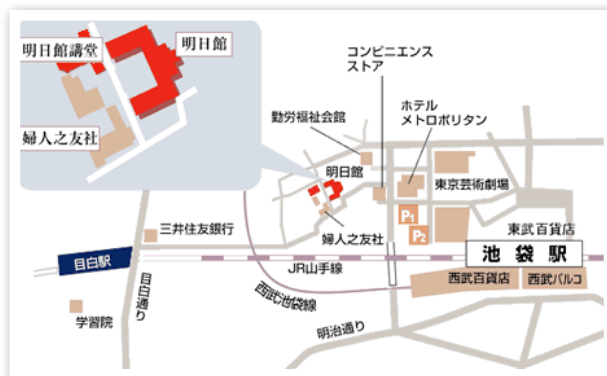 明日館講堂
明日館
婦人之友社
コンビニエンス
ストア
ホテル
メトロポリタン
勤労福祉会館
明日館
東京芸術劇場
三井住友銀行
婦人之友社
P1
P2
東武百貨店
池袋駅
目白駅
JR山手線
西武百貨店
西武パルコ
目白通り
西武池袋線
学習院
明治通り